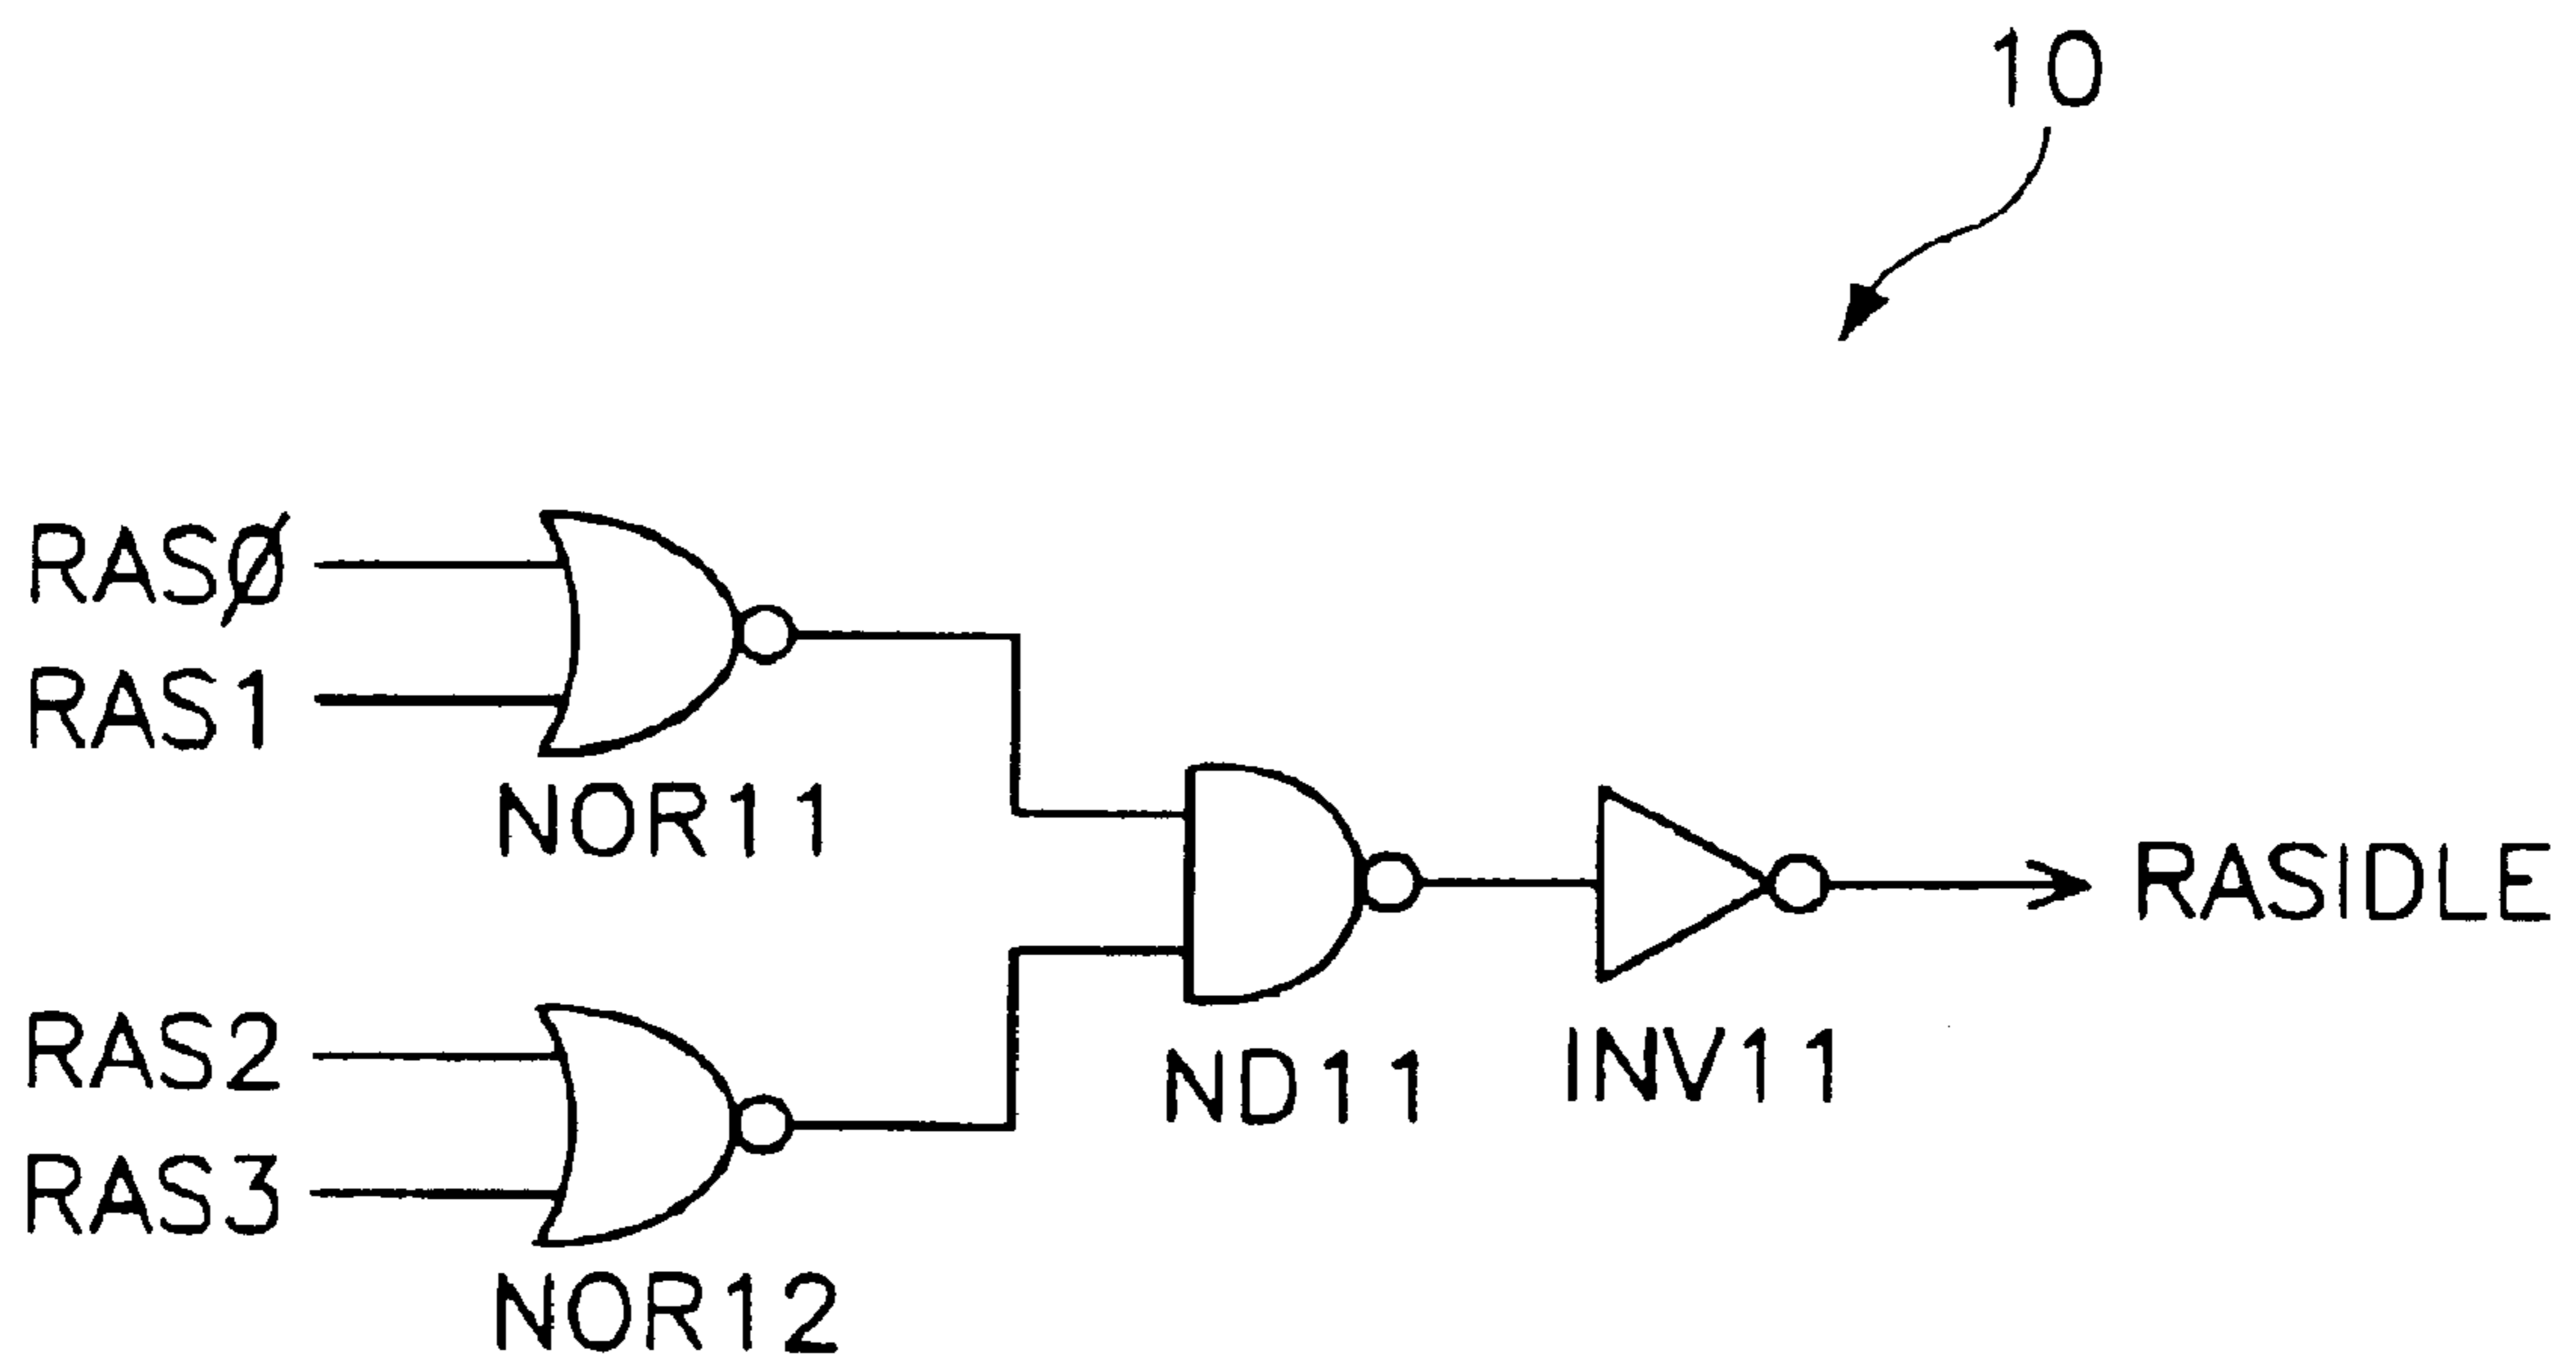 10
RASØ
RAS1
NOR11
RASIDLE
RAS2
ND11
INV11
RAS3
NOR12